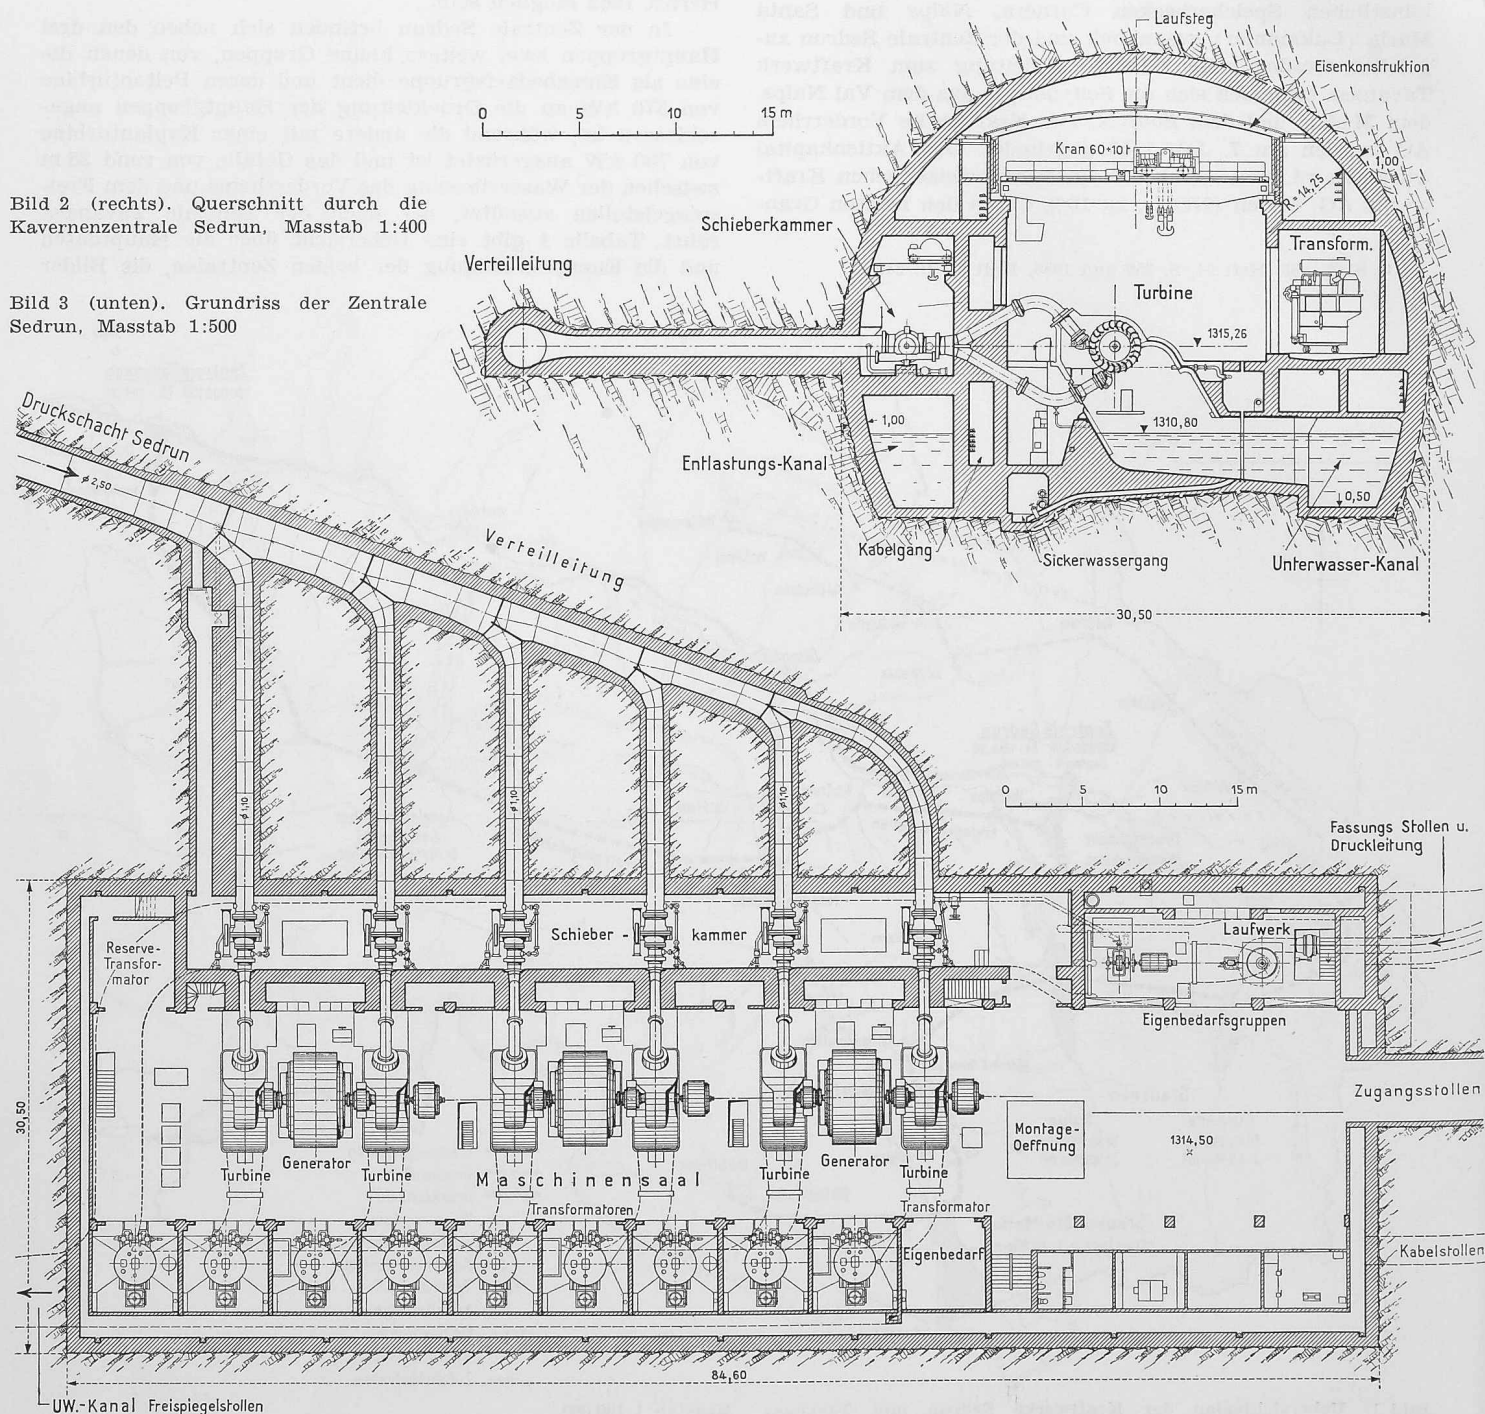 Bild 2 (rechts). Querschnitt durch die
Kavernenzentrale Sedrun, Masstab 1:400
Bild 3 (unten). Grundriss der Zentrale
Sedrun, Masstab 1:500
0 5 10 15 m
Laufsteg
Eisenkonstruktion
Kran 60+10 t
1,00
R = 14,25
Schieberkammer
Verteilleitung
Transform.
Turbine
1315,26
1,00
1310,80
Entlastungs-Kanal
0,50
Kabelgang
Sickerwassergang
Unterwasser-Kanal
30,50
Druckschacht Sedrun
ø 2,50
Verteilleitung
ø 1,10
ø 1,10
ø 1,10
0 5 10 15 m
Fassungs Stollen u.
Druckleitung
Reserve-
Transfor-
mator
Schieber - kammer
Laufwerk
Eigenbedarfsgruppen
Zugangsstollen
30,50
Montage-
Oeffnung
1314,50
Turbine Generator Turbine
Maschinensaal
Turbine Generator Turbine
Transformatoren
Transformator
Eigenbedarf
Kabelstollen
84,60
UW.-Kanal Freispiegelstollen